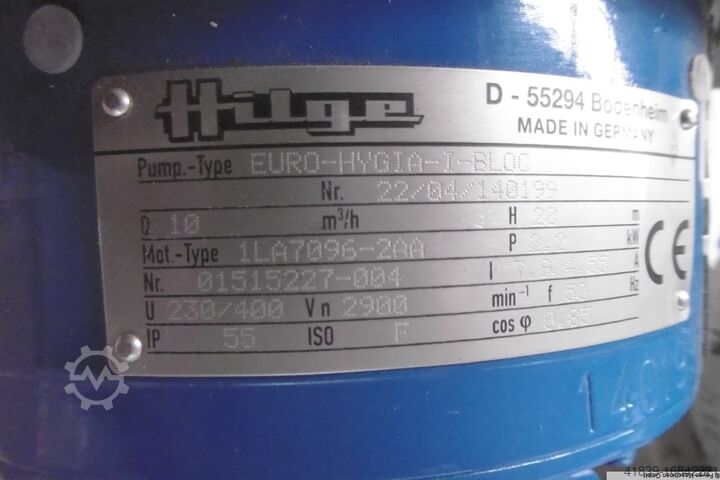 Hilge
D - 55294 Bodenheim
MADE IN GERMANY
Pump.-Type EURO-HYGIA-I-BLOC
Nr. 22/04/140199
Q 10 m³/h H 20 m
Mot.-Type 1LA7096-2AA P 2.2 kW
Nr. 01515227-004 I A
U 230/400 V n 2900 min⁻¹ f 50 Hz
IP 55 ISO F cos φ 0.85
CE